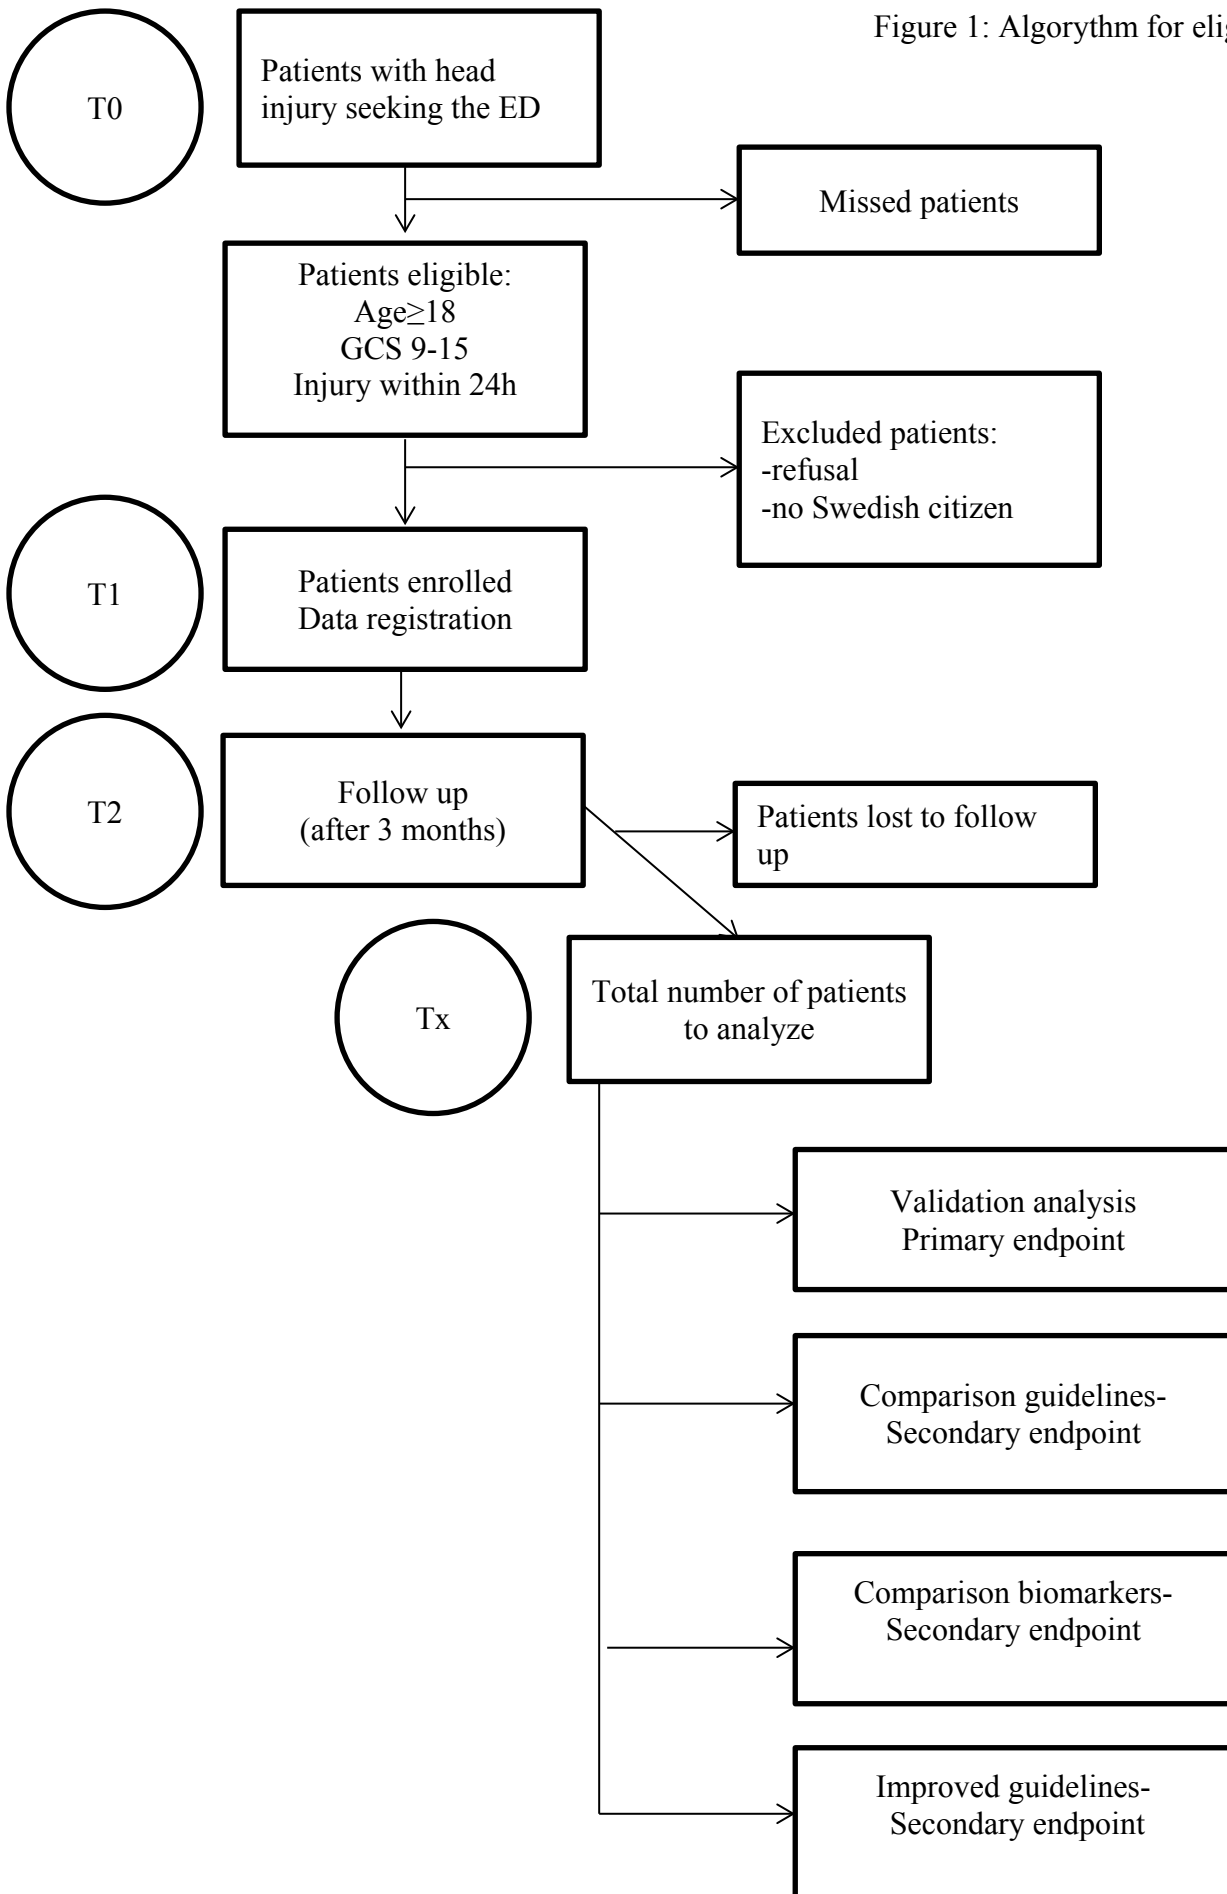 Figure 1: Algorythm for elig
T0
Patients with head
injury seeking the ED
Missed patients
Patients eligible:
Age≥18
GCS 9-15
Injury within 24h
Excluded patients:
-refusal
-no Swedish citizen
T1
Patients enrolled
Data registration
T2
Follow up
(after 3 months)
Patients lost to follow
up
Tx
Total number of patients
to analyze
Validation analysis
Primary endpoint
Comparison guidelines-
Secondary endpoint
Comparison biomarkers-
Secondary endpoint
Improved guidelines-
Secondary endpoint